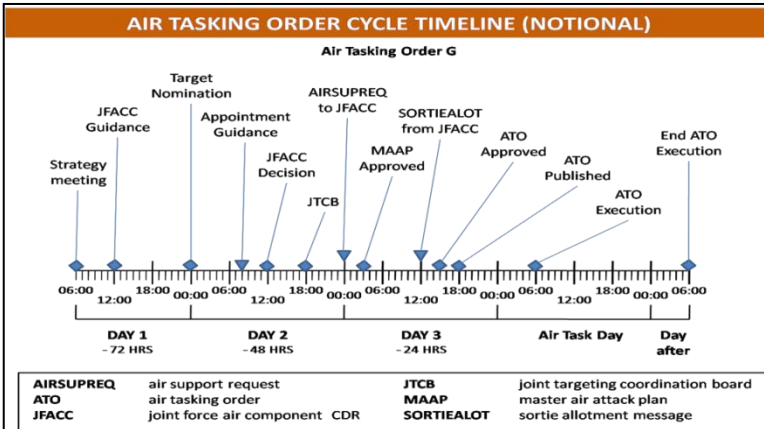 AIR TASKING ORDER CYCLE TIMELINE (NOTIONAL)
Air Tasking Order G
Strategy
meeting
JFACC
Guidance
Target
Nomination
Appointment
Guidance
JFACC
Decision
JTCB
AIRSUPREQ
to JFACC
MAAP
Approved
SORTIEALOT
from JFACC
ATO
Approved
ATO
Published
ATO
Execution
End ATO
Execution
06:00 12:00 18:00 00:00 06:00 12:00 18:00 00:00 06:00 12:00 18:00 00:00 06:00 12:00 18:00 00:00 06:00
DAY 1
-72 HRS
DAY 2
-48 HRS
DAY 3
-24 HRS
Air Task Day
Day
after
AIRSUPREQ air support request
ATO air tasking order
JFACC joint force air component CDR
JTCB joint targeting coordination board
MAAP master air attack plan
SORTIEALOT sortie allotment message